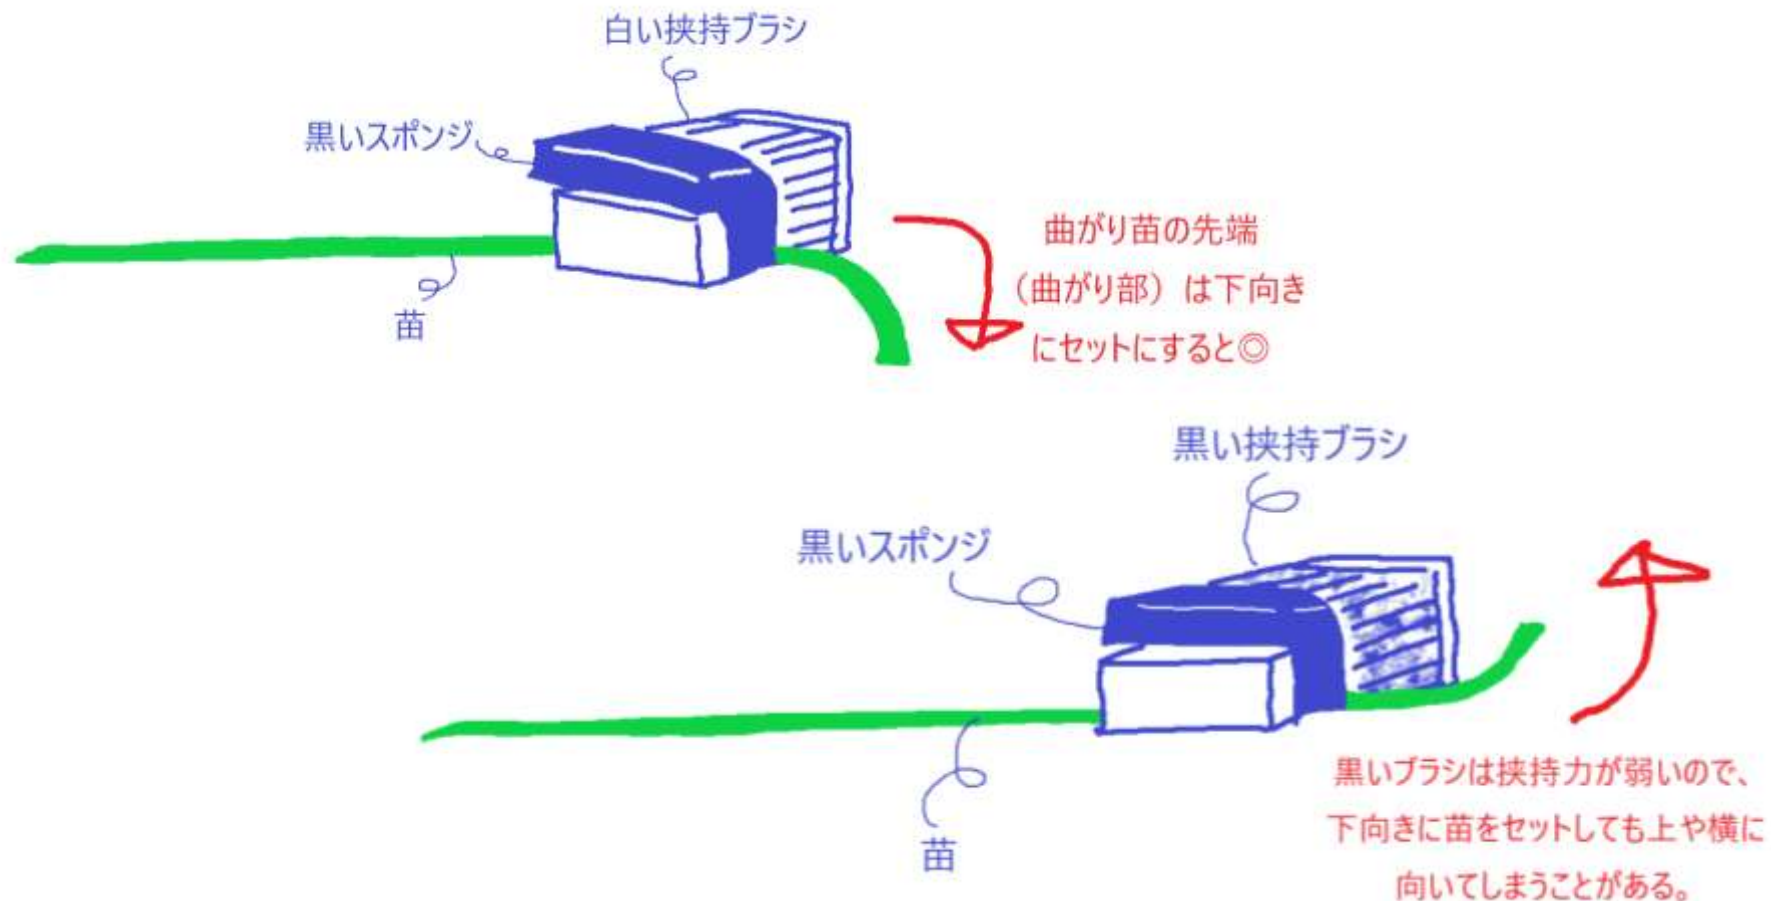 白い挟持ブラシ
黒いスポンジ
苗
曲がり苗の先端
（曲がり部）は下向き
にセットにすると◎
黒い挟持ブラシ
黒いスポンジ
苗
黒いブラシは挟持力が弱いので、
下向きに苗をセットしても上や横に
向いてしまうことがある。